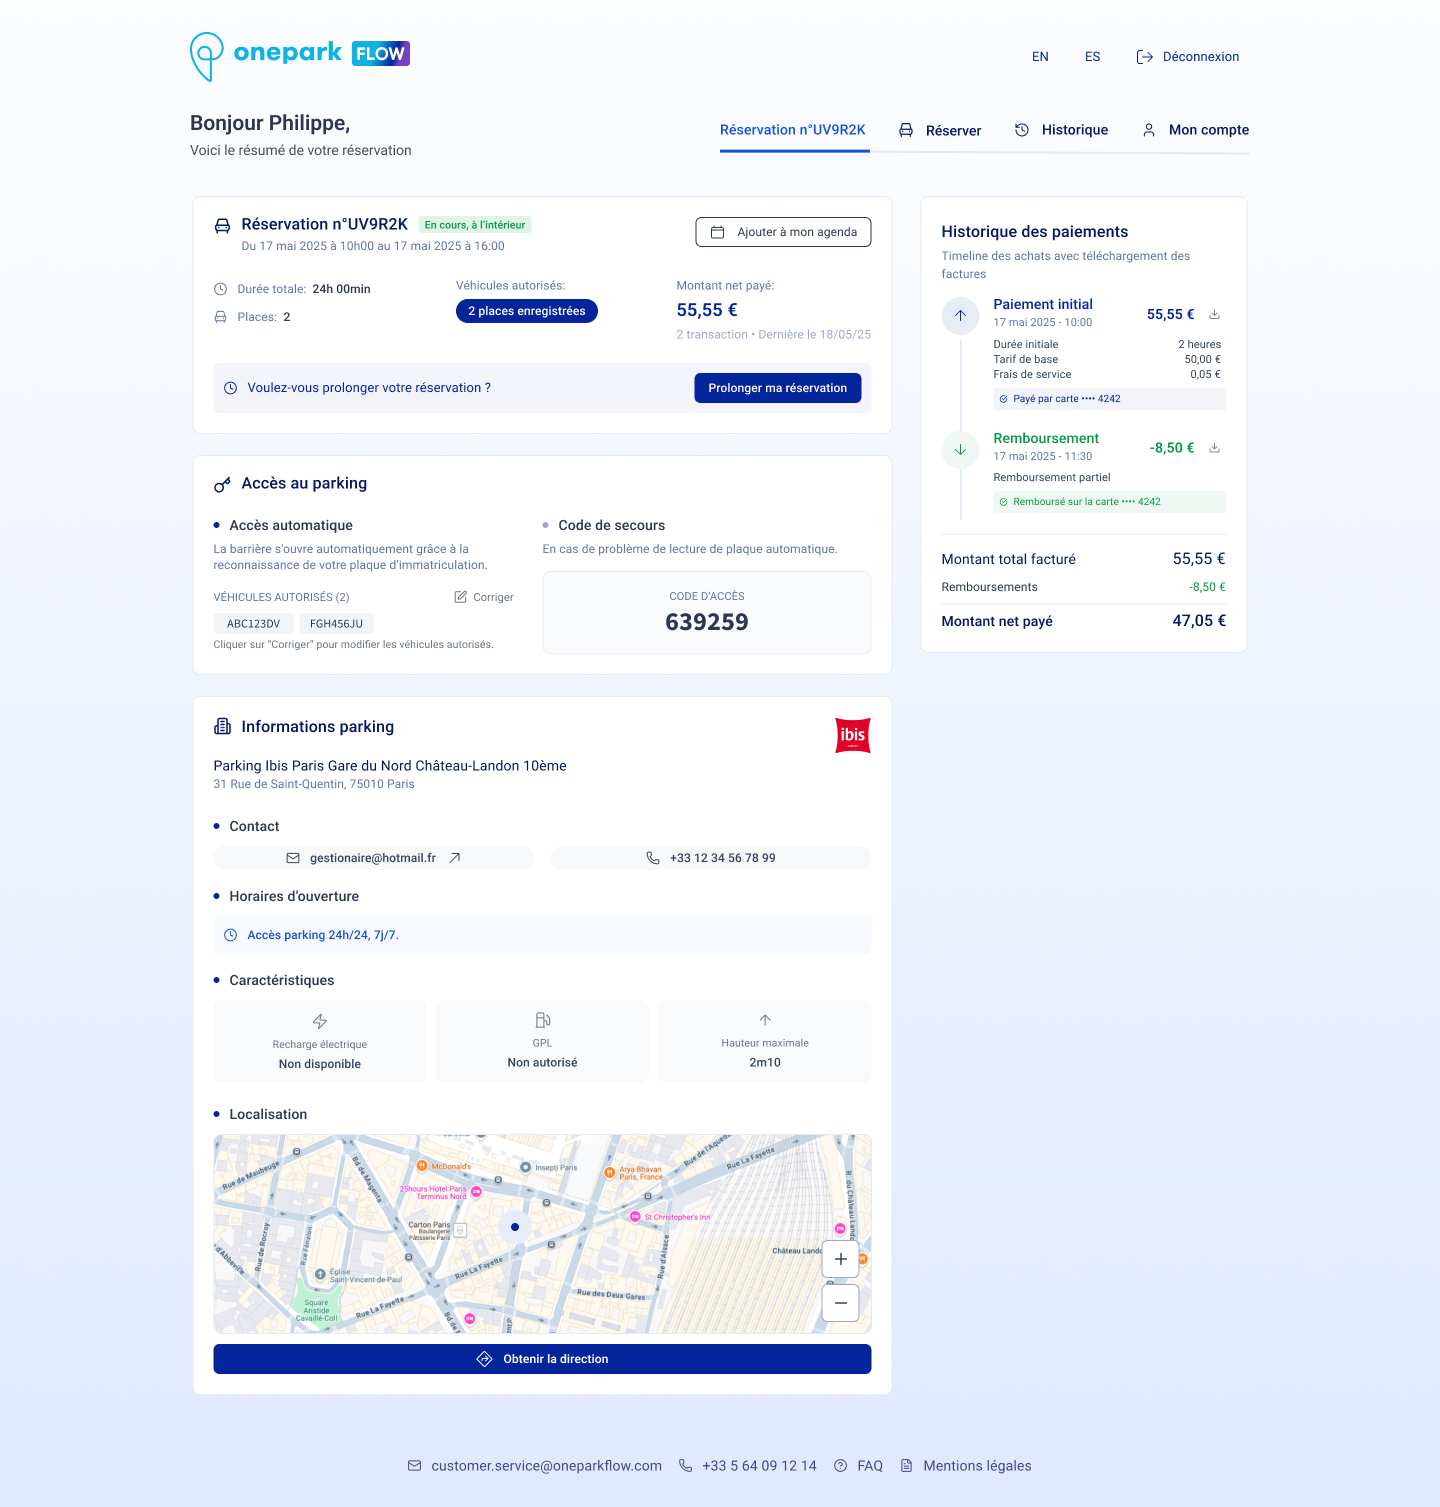 onepark FLOW
EN ES Déconnexion
Bonjour Philippe,
Voici le résumé de votre réservation
Réservation n°UV9R2K Réserver Historique Mon compte
Réservation n°UV9R2K En cours, à l'intérieur
Du 17 mai 2025 à 10h00 au 17 mai 2025 à 16:00
Ajouter à mon agenda
Durée totale: 24h 00min
Places: 2
Véhicules autorisés:
2 places enregistrées
Montant net payé:
55,55 €
2 transaction • Dernière le 18/05/25
Voulez-vous prolonger votre réservation ?
Prolonger ma réservation
Historique des paiements
Timeline des achats avec téléchargement des
factures
Paiement initial
17 mai 2025 - 10:00
55,55 €
Durée initiale 2 heures
Tarif de base 50,00 €
Frais de service 0,05 €
Payé par carte •••• 4242
Remboursement
17 mai 2025 - 11:30
-8,50 €
Remboursement partiel
Remboursé sur la carte •••• 4242
Montant total facturé 55,55 €
Remboursements -8,50 €
Montant net payé 47,05 €
Accès au parking
Accès automatique
La barrière s'ouvre automatiquement grâce à la
reconnaissance de votre plaque d'immatriculation.
VÉHICULES AUTORISÉS (2) Corriger
ABC123DV FGH456JU
Cliquer sur "Corriger" pour modifier les véhicules autorisés.
Code de secours
En cas de problème de lecture de plaque automatique.
CODE D'ACCÈS
639259
Informations parking
ibis
Parking Ibis Paris Gare du Nord Château-Landon 10ème
31 Rue de Saint-Quentin, 75010 Paris
Contact
gestionaire@hotmail.fr
+33 12 34 56 78 99
Horaires d'ouverture
Accès parking 24h/24, 7j/7.
Caractéristiques
Recharge électrique
Non disponible
GPL
Non autorisé
Hauteur maximale
2m10
Localisation
Rue de Maubeuge
Bd de Magenta
McDonald's
Insepti Paris
Arya Bhavan
Paris, France
Rue de l'Aqueduc
Rue La Fayette
25hours Hotel Paris
Terminus Nord
St Christopher's Inn
Carton Paris
Boulangerie
Pâtisserie Paris
R. du Château Landon
d'Abbeville
Rue de Rocroy
Rue Fénelon
Église
Saint-Vincent-de-Paul
Rue La Fayette
Rue d'Alsace
Château Lando
Rue des Deux Gares
Square
Aristide
Cavaillé-Coll
Rue La Fayette
Bd de
Obtenir la direction
customer.service@oneparkflow.com +33 5 64 09 12 14 FAQ Mentions légales